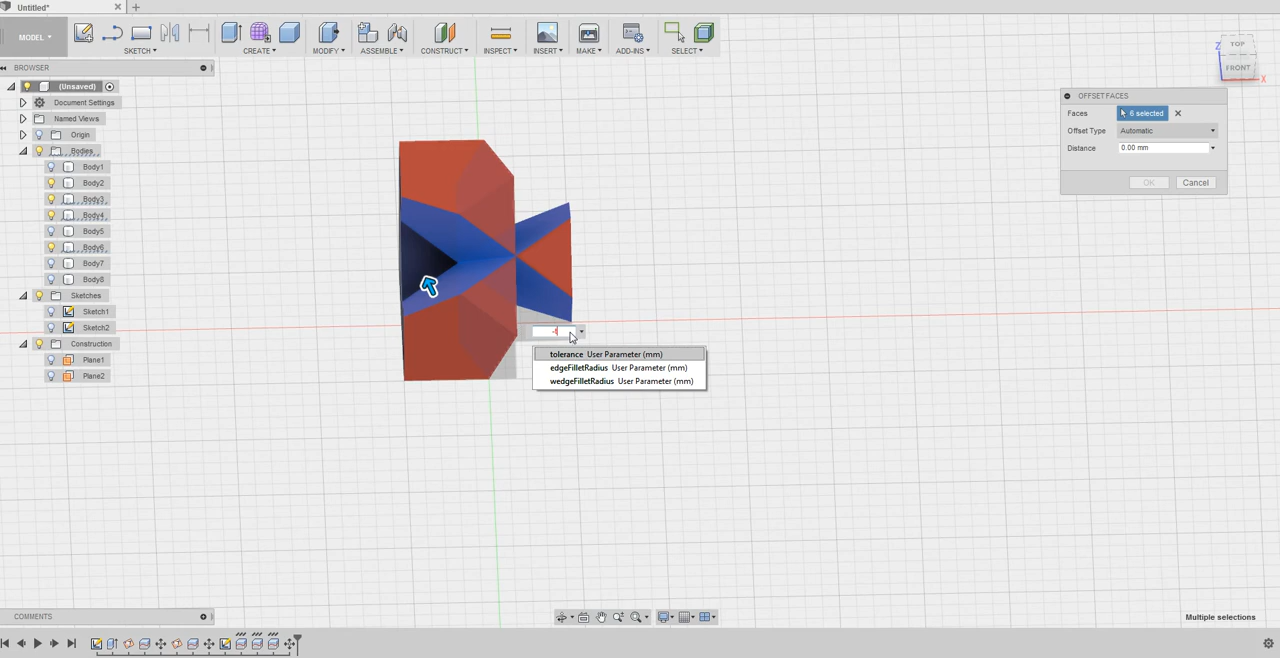 Untitled*
MODEL
SKETCH
CREATE
MODIFY
ASSEMBLE
CONSTRUCT
INSPECT
INSERT
MAKE
ADD-INS
SELECT
TOP
FRONT
Z
X
BROWSER
(Unsaved)
Document Settings
Named Views
Origin
Bodies
Body1
Body2
Body3
Body4
Body5
Body6
Body7
Body8
Sketches
Sketch1
Sketch2
Construction
Plane1
Plane2
OFFSET FACES
Faces 6 selected
Offset Type Automatic
Distance 0.00 mm
OK Cancel
-t
tolerance User Parameter (mm)
edgeFilletRadius User Parameter (mm)
wedgeFilletRadius User Parameter (mm)
COMMENTS
Multiple selections